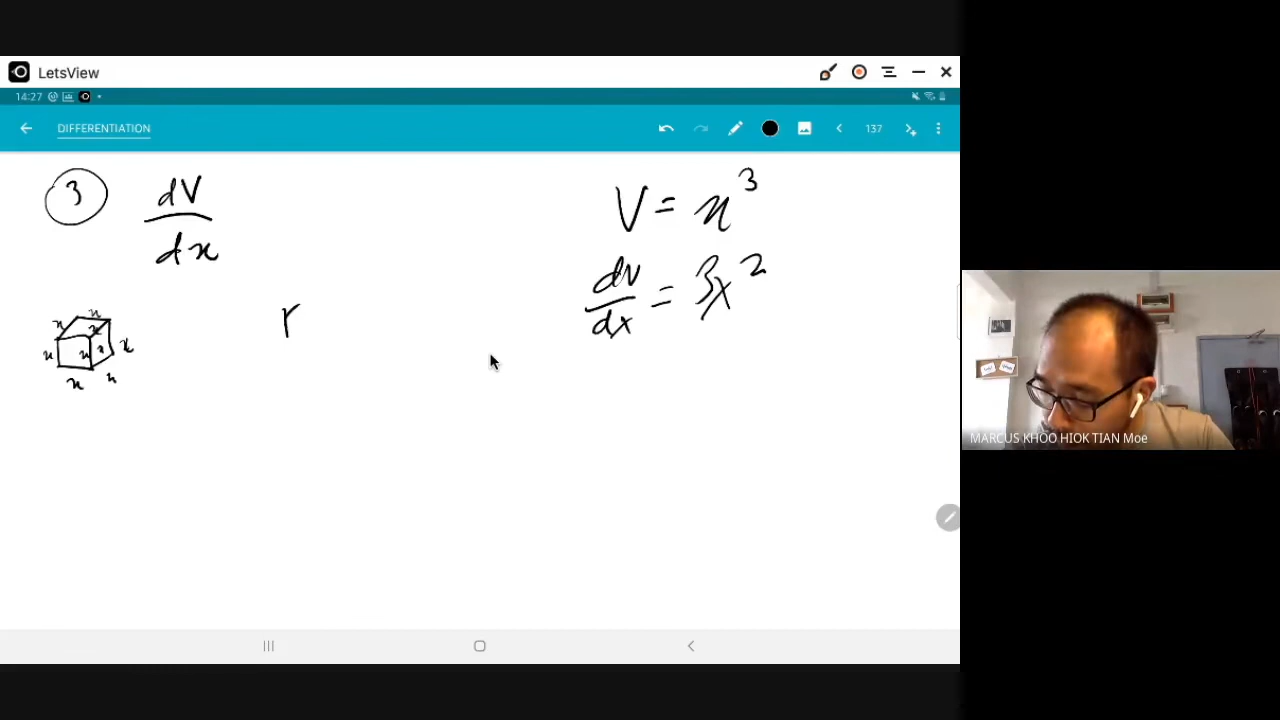 LetsView
14:27
DIFFERENTIATION
137
3
dV
dx
V = x³
dV/dx = 3x²
x x x
x x x x
x x
r
MARCUS KHOO HIOK TIAN Moe